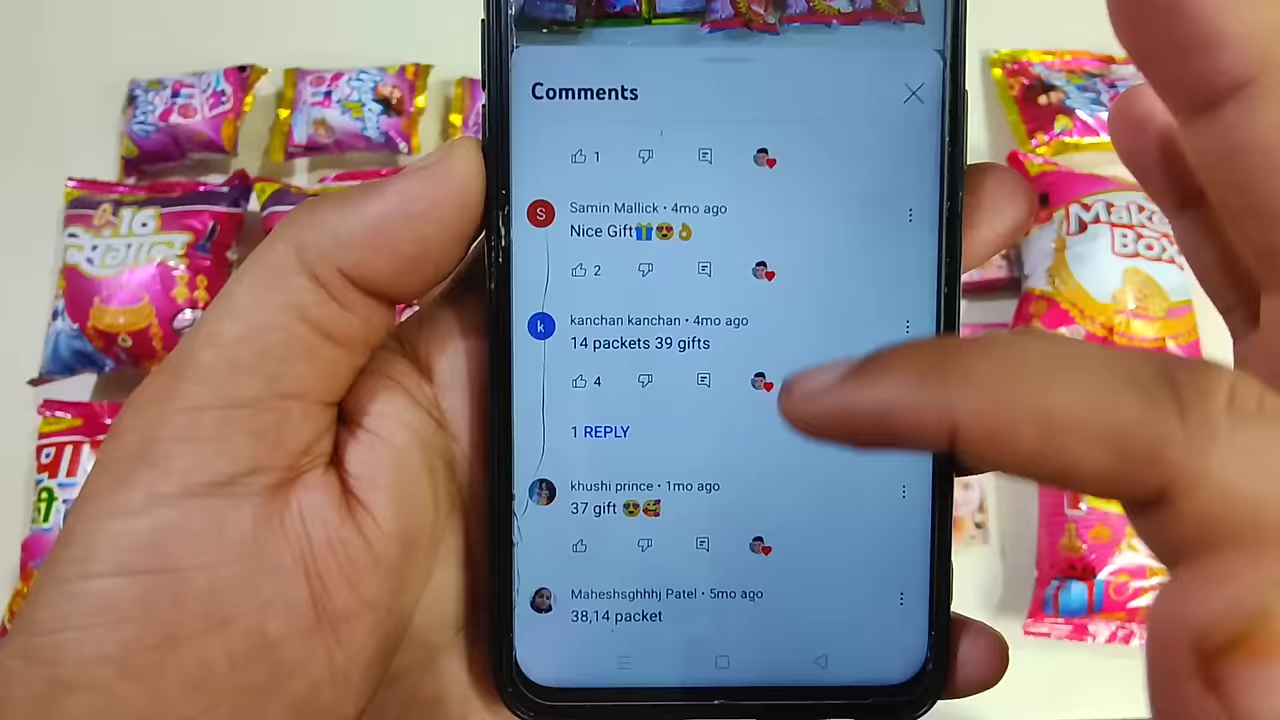 Comments
1
S
Samin Mallick • 4mo ago
Nice Gift🎁😍👌
2
k
kanchan kanchan • 4mo ago
14 packets 39 gifts
4
1 REPLY
khushi prince • 1mo ago
37 gift 😍🥰
Maheshsghhhj Patel • 5mo ago
38,14 packet
16
सिंगार
Box